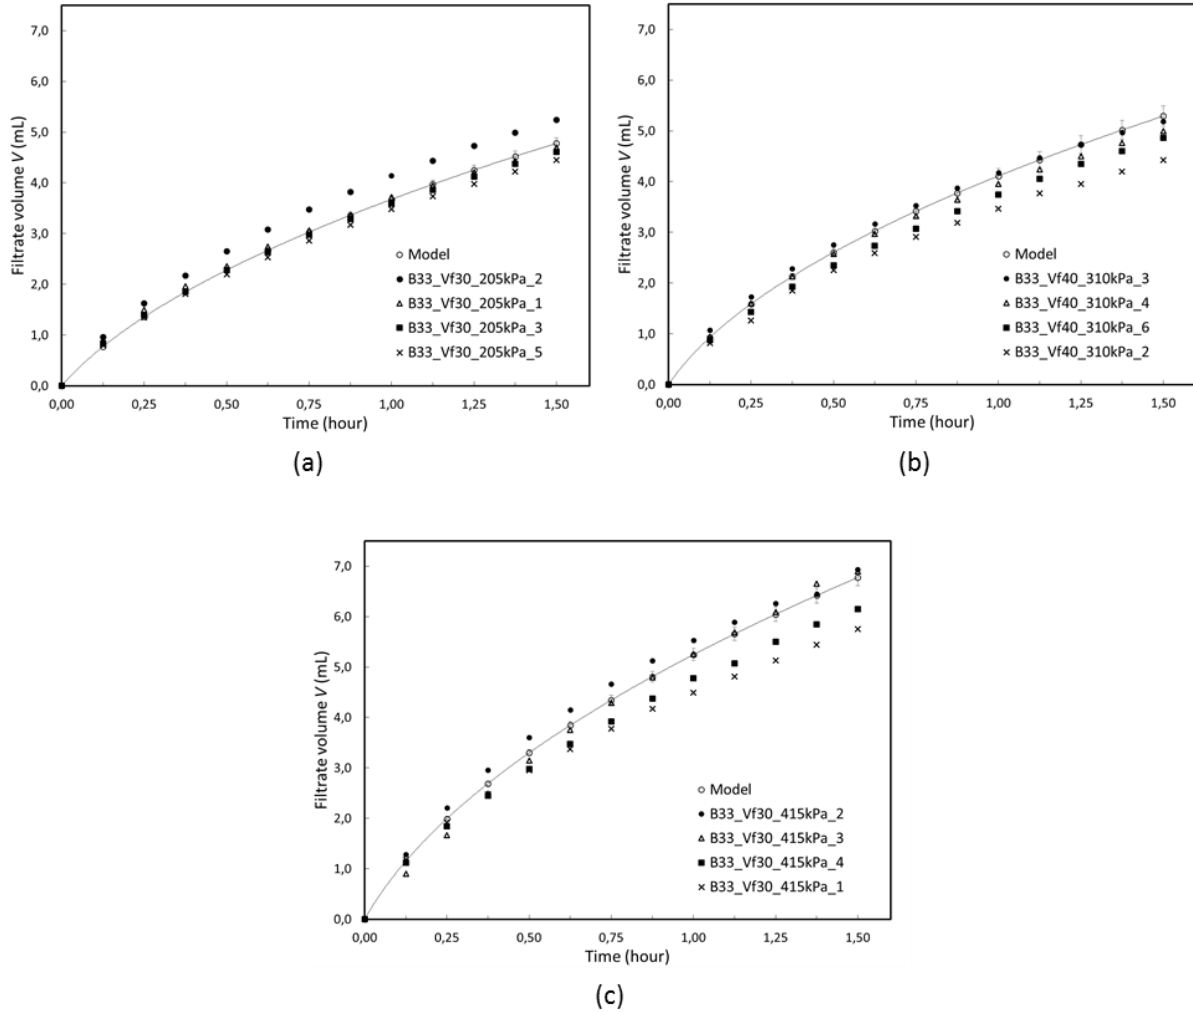 7,0
6,0
5,0
4,0
3,0
2,0
1,0
0,0
Filtrate volume V (mL)
Model
B33_Vf30_205kPa_2
B33_Vf30_205kPa_1
B33_Vf30_205kPa_3
B33_Vf30_205kPa_5
0,00 0,25 0,50 0,75 1,00 1,25 1,50
Time (hour)
(a)
7,0
6,0
5,0
4,0
3,0
2,0
1,0
0,0
Filtrate volume V (mL)
Model
B33_Vf40_310kPa_3
B33_Vf40_310kPa_4
B33_Vf40_310kPa_6
B33_Vf40_310kPa_2
0,00 0,25 0,50 0,75 1,00 1,25 1,50
Time (hour)
(b)
7,0
6,0
5,0
4,0
3,0
2,0
1,0
0,0
Filtrate volume V (mL)
Model
B33_Vf30_415kPa_2
B33_Vf30_415kPa_3
B33_Vf30_415kPa_4
B33_Vf30_415kPa_1
0,00 0,25 0,50 0,75 1,00 1,25 1,50
Time (hour)
(c)